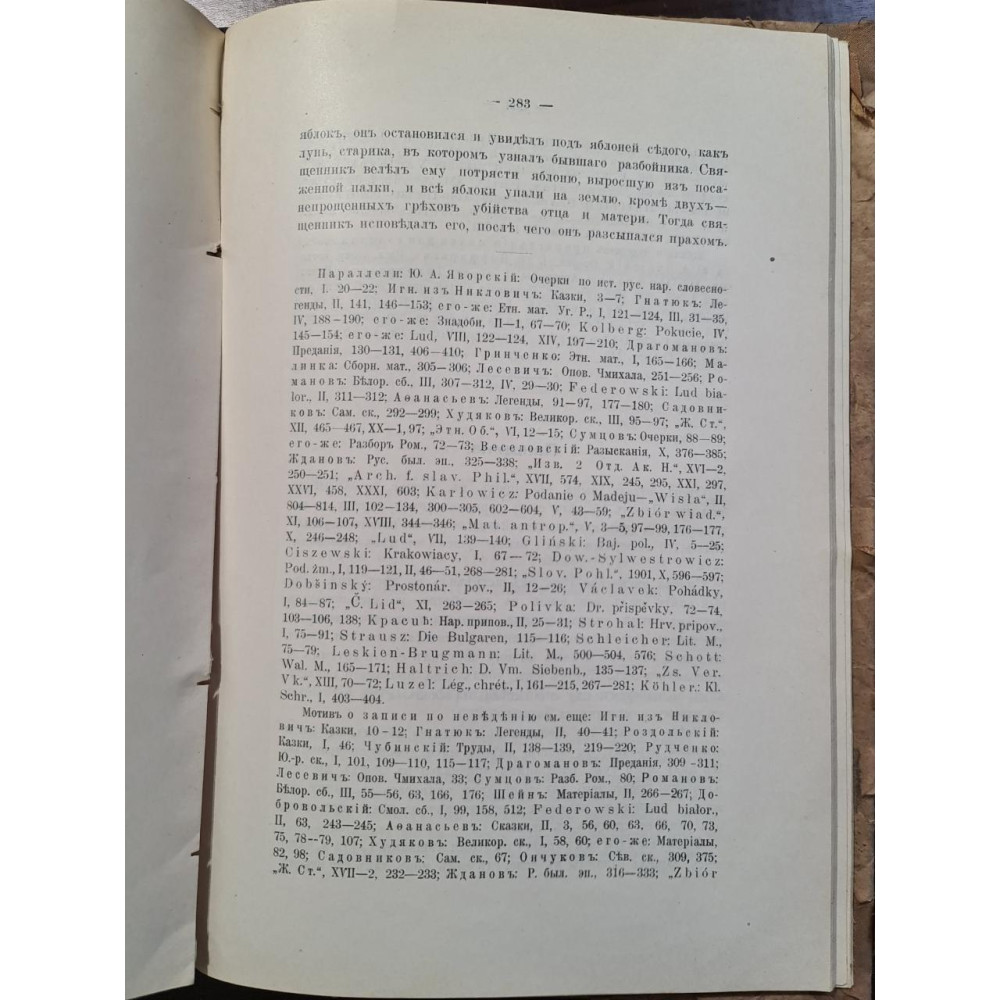 — 283 —
яблокъ, онъ остановился и увидѣлъ под яблоней сѣдого, какъ
лунь, старика, въ которомъ узналъ бывшаго разбойника. Свя-
щенникъ велѣлъ ему потрясти яблоню, выросшую изъ поса-
женной палки, и всѣ яблоки упали на землю, кромѣ двухъ—
непрощенныхъ грѣховъ убійства отца и матери. Тогда свя-
щенникъ исповѣдалъ его, послѣ чего онъ разсыпался прахомъ.
Параллели: Ю. А. Яворскій: Очерки по ист. рус. нар. словесно-
сти, I. 20—22; Игн. изъ Никловичъ: Казки, 3—7; Гнатюк: Ле-
генды, II, 141, 146—153; его-же: Етн. мат. Уг. Р., I, 121—124, III, 31—35,
IV, 188-190; его-же: Знадоби, II—1, 67—70; Kolberg: Pokucie, IV,
145—154; его-же: Lud, VIII, 122—124, XIV, 197—210; Драгомановъ:
Преданія, 130—131, 406—410; Гринченко: Этн. мат., I, 165—166; Ма-
линка: Сборн. мат., 305—306; Лесевичъ: Опов. Чмихала, 251—256; Ро-
мановъ: Бѣлор. сб., III, 307—312, IV, 29—30; Federowski: Lud bia-
łor., II, 311—312; Аѳанасьевъ: Легенды, 91—97, 177—180; Садовни-
ковъ: Сам. ск., 292—299; Худяковъ: Великор. ск., III, 95—97; „Ж. Ст.“,
XII, 465—467, XX—1, 97; „Этн. Об.“, VI, 12—15; Сумцовъ: Очерки, 88—89;
его-же: Разборъ Ром., 72—73; Веселовскій: Разысканія, X, 376—385;
Ждановъ: Рус. был. эп., 325—338; „Изв. 2 Отд. Ак. Н.“, XVI—2,
250—251; „Arch. f. slav. Phil.“, XVII, 574, XIX, 245, 295, XXI, 297,
XXVI, 458, XXXI, 603; Karłowicz: Podanie o Madeju—„Wisła“, II,
804—814, III, 102—134, 300—305, 602—604, V, 43—59; „Zbiór wiad.“,
XI, 106—107, XVIII, 344—346; „Mat. antrop.“, V, 3—5, 97—99, 176—177,
X, 246—248; „Lud“, VII, 139—140; Gliński: Baj. pol., IV, 5—25;
Ciszewski: Krakowiacy, I, 67—72; Dow.-Sylwestrowicz:
Pod. żm., I, 119—121, II, 46—51, 268—281; „Slov. Pohl.“, 1901, X, 596—597;
Dobšinský: Prostonár. pov., II, 12—26; Václavek: Pohádky,
I, 84—87; „Č. Lid“, XI, 263—265; Polívka: Dr. příspěvky, 72—74,
103—106, 138; Красић: Нар. припов., II, 25—31; Strohal: Hrv. pripov.,
I, 75—91; Strausz: Die Bulgaren, 115—116; Schleicher: Lit. M.,
75—79; Leskien-Brugmann: Lit. M., 500—504, 576; Schott:
Wal. M., 165—171; Haltrich: D. Vm. Siebenb., 135—137; „Zs. Ver.
Vk.“, XIII, 70—72; Luzel: Lég., chrét., I, 161—215, 267—281; Köhler: Kl.
Schr., I, 403—404.
Мотивъ о записи по невѣдѣнію см. еще: Игн. изъ Никло-
вичъ: Казки, 10-12; Гнатюкъ: Легенды, II, 40—41; Роздольскій:
Казки, I, 46; Чубинскій: Труды, II, 138—139, 219—220; Рудченко:
Ю.-р. ск., I, 101, 109—110, 115—117; Драгомановъ: Преданія, 309-311;
Лесевичъ: Опов. Чмихала, 33; Сумцовъ: Разб. Ром., 80; Романовъ:
Бѣлор. сб., III, 55—56, 63, 166, 176; Шейнъ: Матеріалы, II, 266—267; До-
бровольскій: Смол. сб., I, 99, 158, 512; Federowski: Lud białor.,
II, 63, 243—245; Аѳанасьевъ: Сказки, II, 3, 56, 60, 63, 66, 70, 73,
75, 78—79, 107; Худяковъ: Великор. ск., I, 58, 60; его-же: Матеріалы,
82, 98; Садовниковъ: Сам. ск., 67; Ончуковъ: Сѣв. ск., 309, 375;
„Ж. Ст.“, XVII—2, 232—233; Ждановъ: Р. был. эп., 316—333; „Zbiór